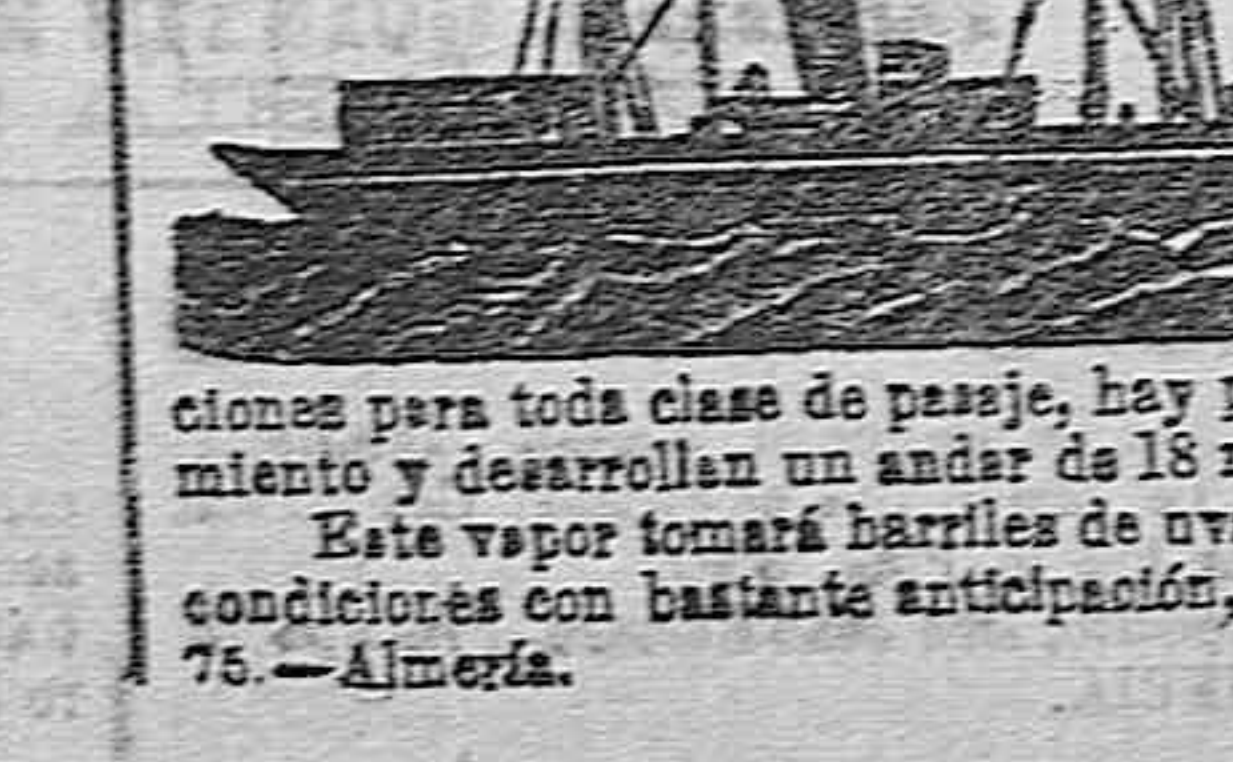 ciones para toda clase de pasaje, hay
miento y desarrollan un andar de 18
Este vapor tomará barriles de
condiciones con bastante anticipación,
75.—Almería.